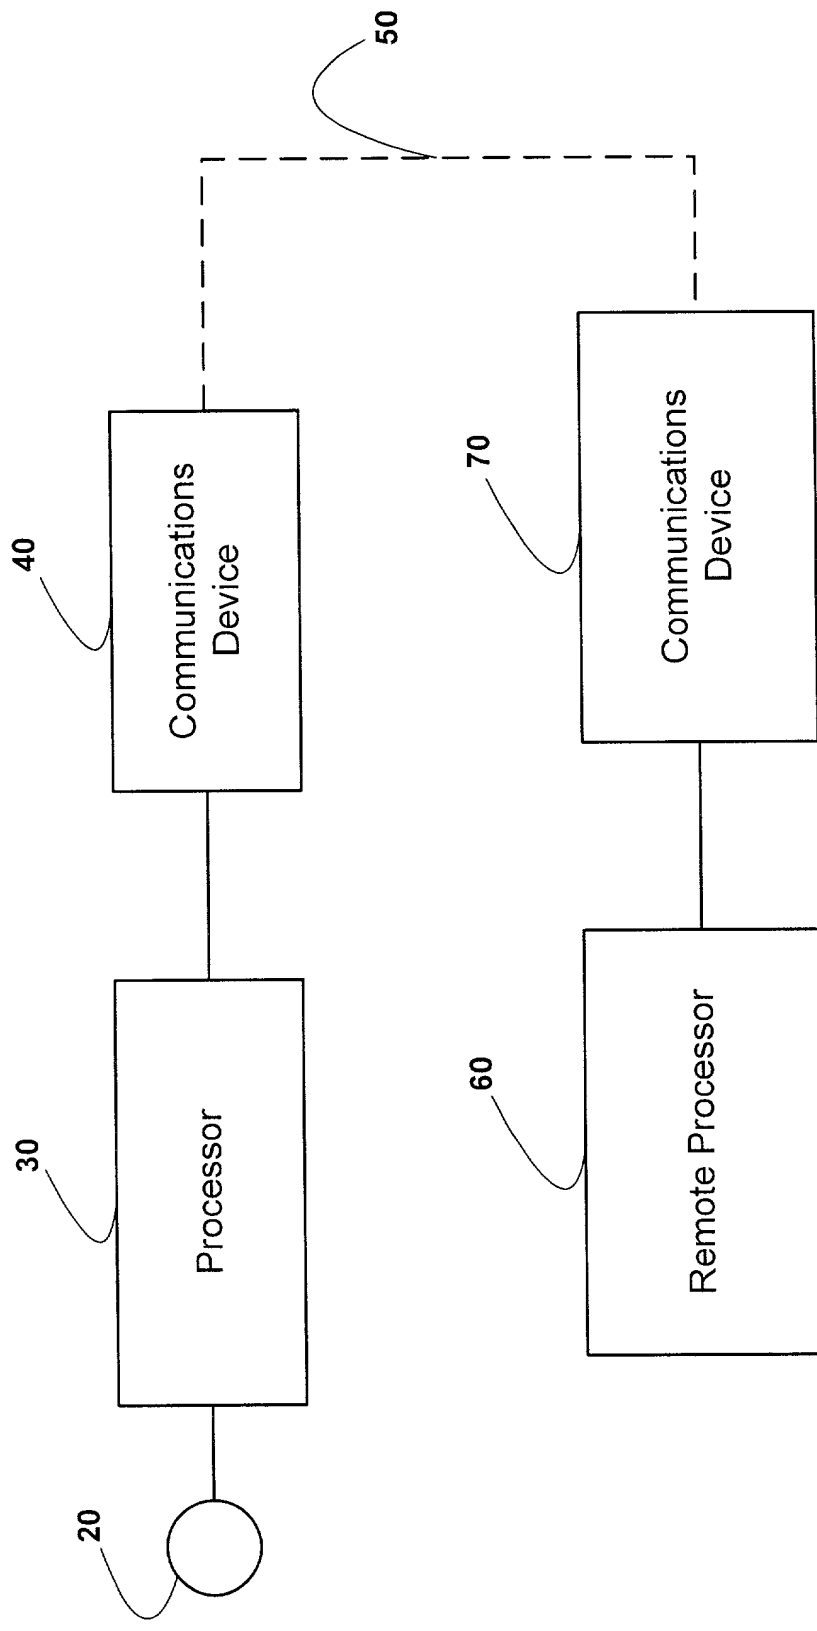 20
30
Processor
40
Communications
Device
50
60
Remote Processor
70
Communications
Device